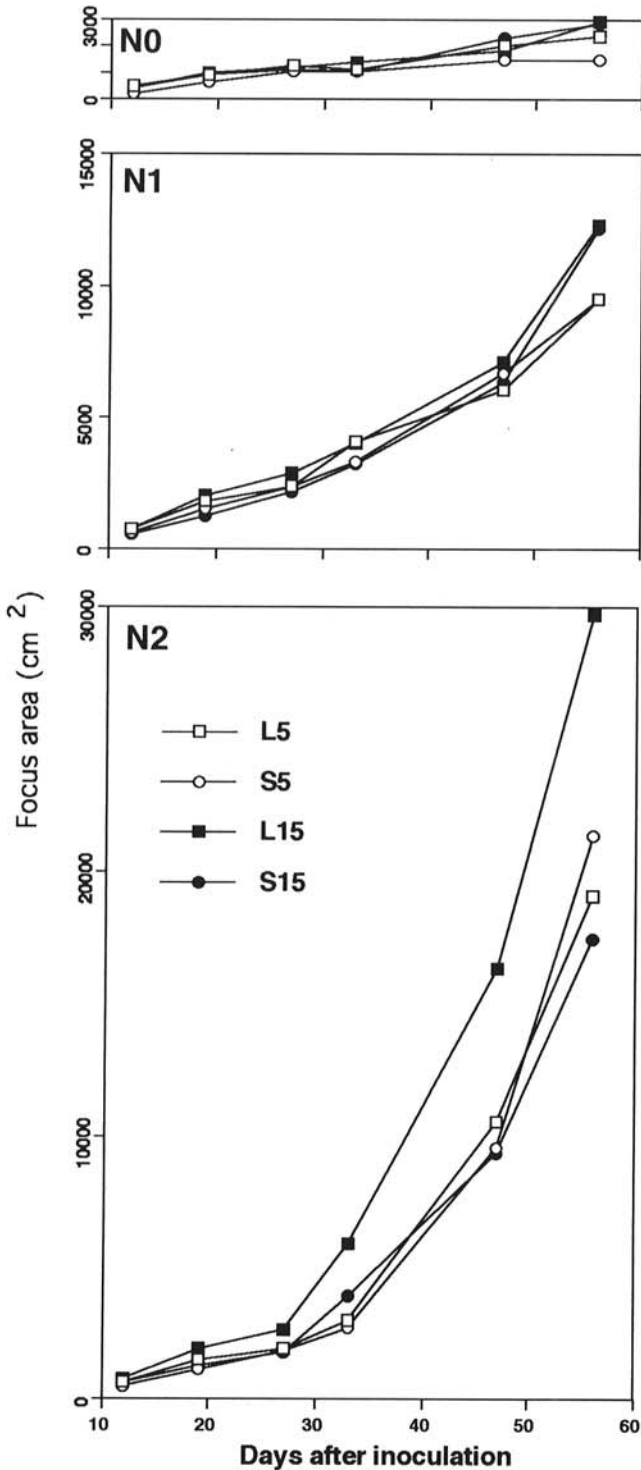 N0
3000
0
N1
15000
10000
5000
0
Focus area (cm 2)
N2
30000
20000
10000
0
L5
S5
L15
S15
10 20 30 40 50 60
Days after inoculation